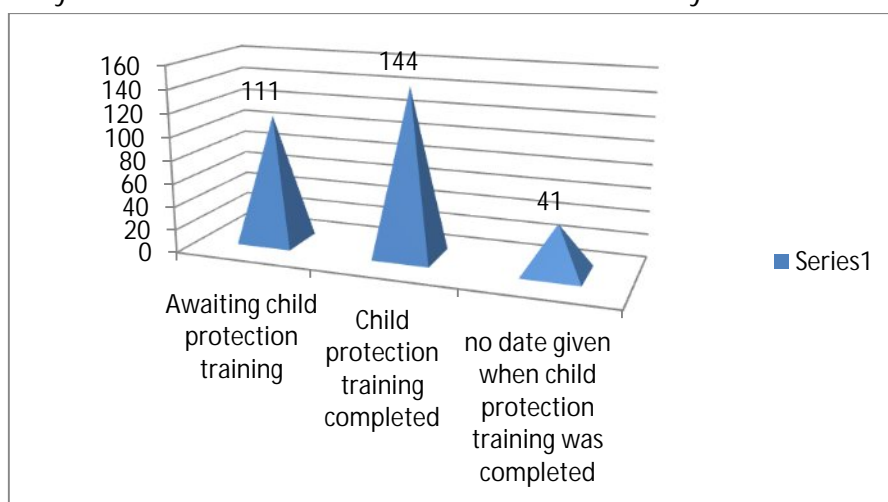 160
140
120
100
80
60
40
20
0
111
144
41
Awaiting child
protection
training
Child
protection
training
completed
no date given
when child
protection
training was
completed
Series1